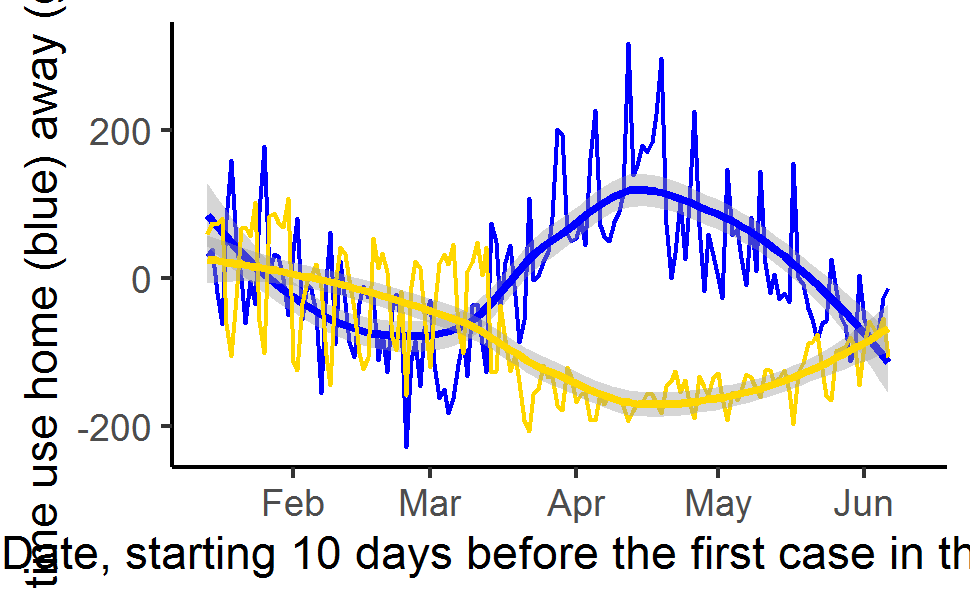 time use home (blue) away (
200
0
-200
Feb Mar Apr May Jun
Date, starting 10 days before the first case in th